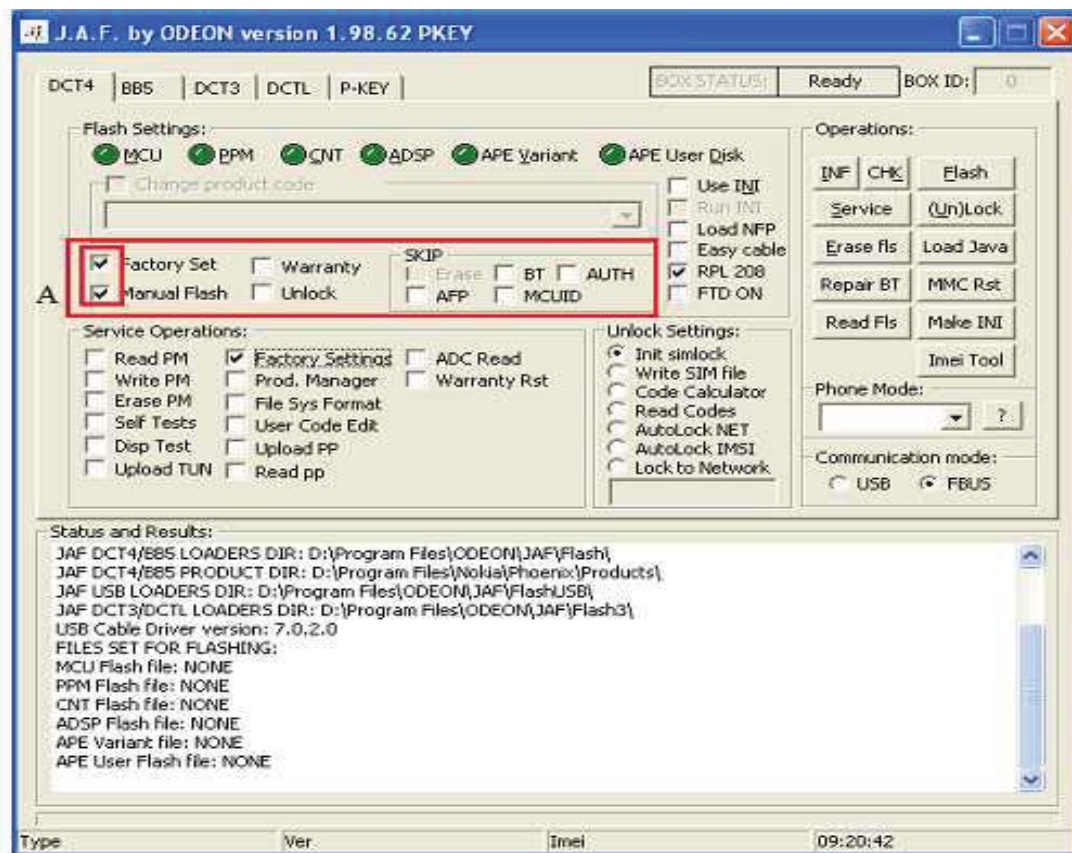 J.A.F. by ODEON version 1.98.62 PKEY
DCT4 BB5 DCT3 DCTL P-KEY
BOX STATUS: Ready BOX ID: 0
Flash Settings:
MCU PPM CNT ADSP APE Variant APE User Disk
Change product code
Use INI
Run INI
Load NFP
Easy cable
RPL 208
FTD ON
A
Factory Set Warranty
Manual Flash Unlock
SKIP
Erase BT AUTH
AFP MCUID
Operations:
INF CHK Flash
Service (Un)Lock
Erase fls Load Java
Repair BT MMC Rst
Read Fls Make INI
Imei Tool
Phone Mode:
?
Communication mode:
USB FBUS
Service Operations:
Read PM Factory Settings ADC Read
Write PM Prod. Manager Warranty Rst
Erase PM File Sys Format
Self Tests User Code Edit
Disp Test Upload PP
Upload TUN Read pp
Unlock Settings:
Init simlock
Write SIM file
Code Calculator
Read Codes
AutoLock NET
AutoLock IMSI
Lock to Network
Status and Results:
JAF DCT4/BB5 LOADERS DIR: D:\Program Files\ODEON\JAF\Flash\
JAF DCT4/BB5 PRODUCT DIR: D:\Program Files\Nokia\Phoenix\Products\
JAF USB LOADERS DIR: D:\Program Files\ODEON\JAF\FlashUSB\
JAF DCT3/DCTL LOADERS DIR: D:\Program Files\ODEON\JAF\Flash3\
USB Cable Driver version: 7.0.2.0
FILES SET FOR FLASHING:
MCU Flash file: NONE
PPM Flash file: NONE
CNT Flash file: NONE
ADSP Flash file: NONE
APE Variant file: NONE
APE User Flash file: NONE
Type Ver Imei 09:20:42